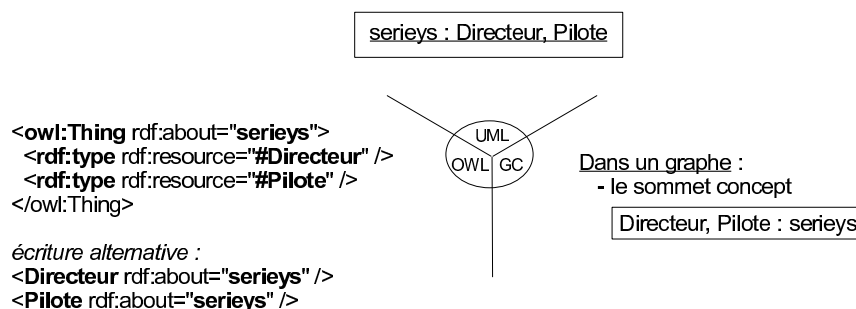 serieys : Directeur, Pilote
<owl:Thing rdf:about="serieys">
<rdf:type rdf:resource="#Directeur" />
<rdf:type rdf:resource="#Pilote" />
</owl:Thing>
écriture alternative :
<Directeur rdf:about="serieys" />
<Pilote rdf:about="serieys" />
UML
OWL GC
Dans un graphe :
- le sommet concept
Directeur, Pilote : serieys